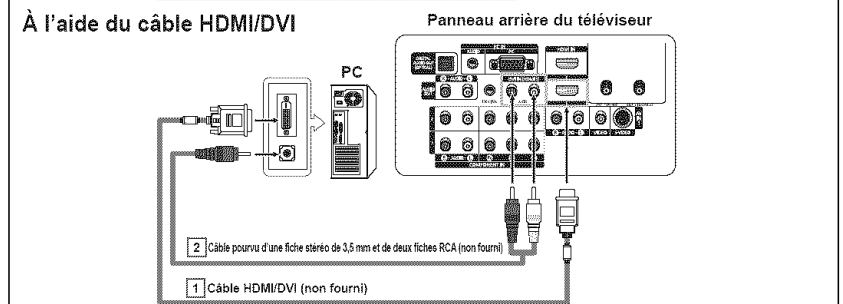 À l'aide du câble HDMI/DVI
Panneau arrière du téléviseur
PC
2 Câble pourvu d'une fiche stéréo de 3,5 mm et de deux fiches RCA (non fourni)
1 Câble HDMI/DVI (non fourni)